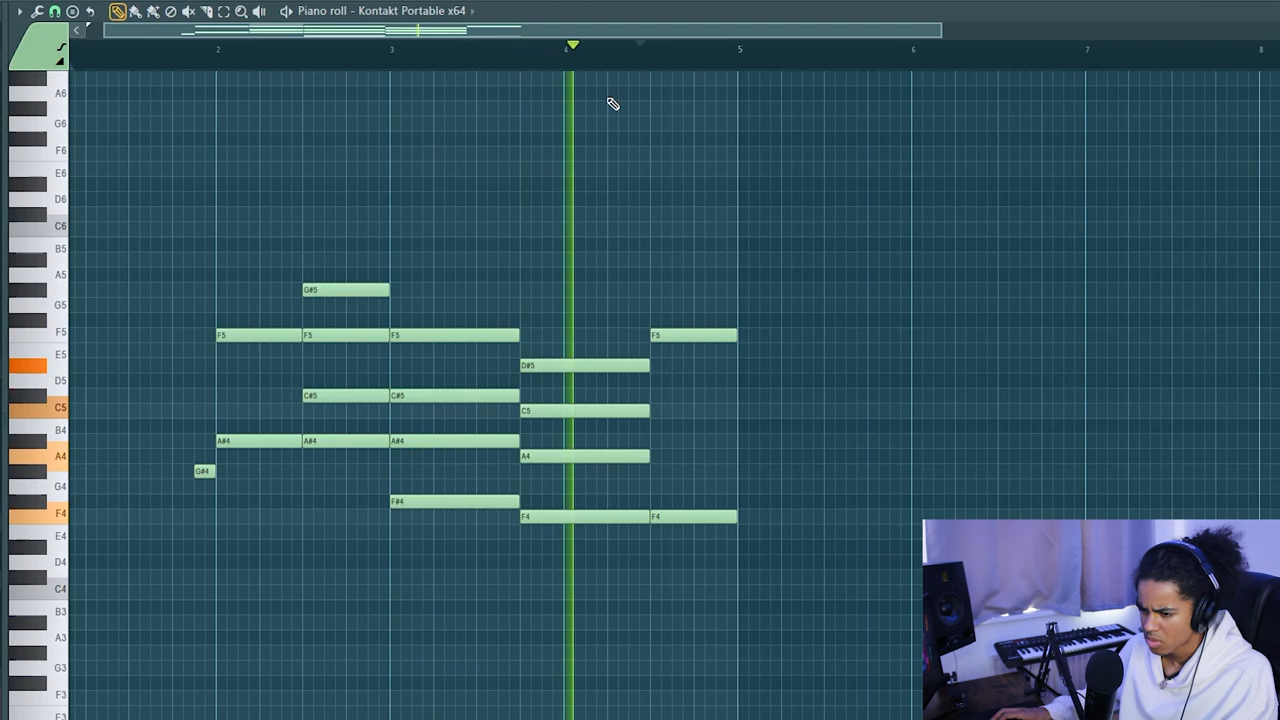 Piano roll - Kontakt Portable x64
2 3 4 5 6 7 8
A6
G6
F6
E6
D6
C6
B5
A5
G#5
G5
F5 F5 F5 F5 F5
E5
D#5
D5
C#5 C#5
C5 C5
B4
A#4 A#4 A#4
A4 A4
G#4
G4
F#4
F4 F4 F4
E4
D4
C4
B3
A3
G3
F3
E3